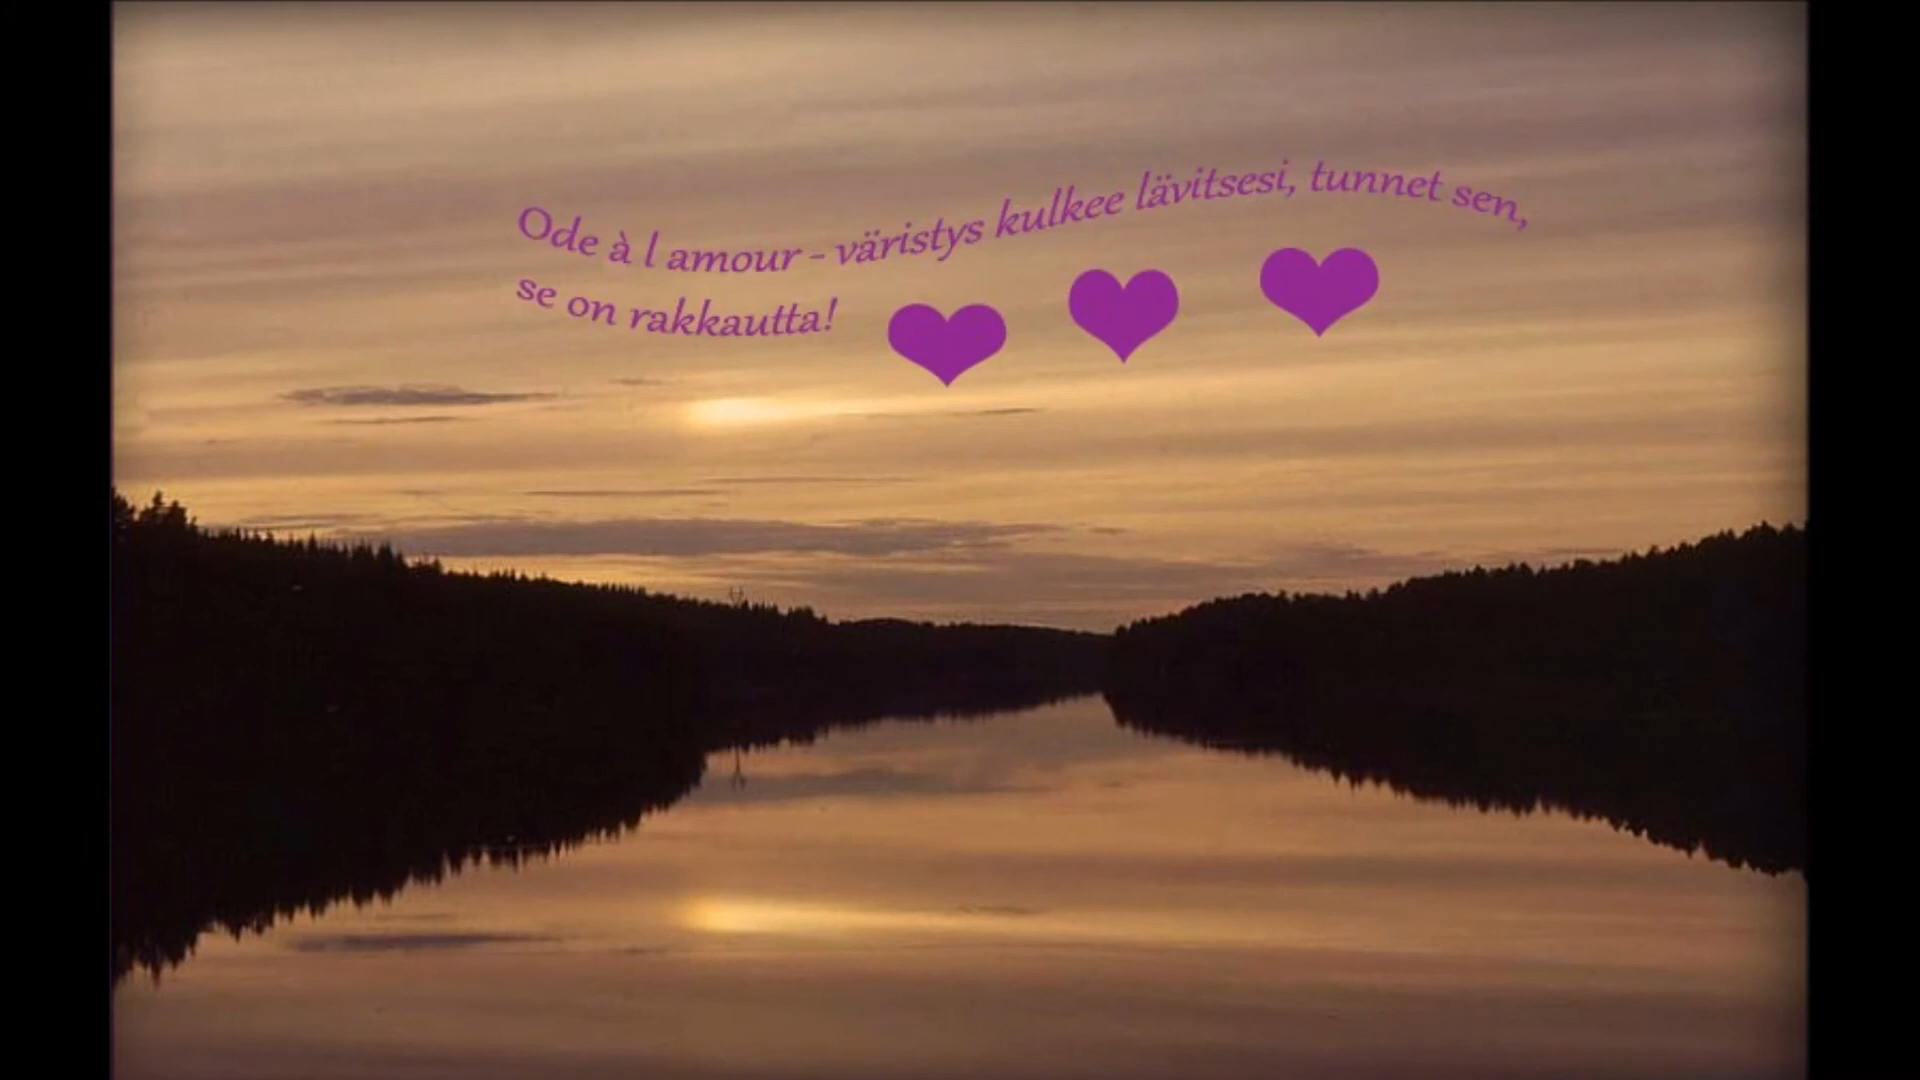 Ode à l amour - väristys kulkee lävitsesi, tunnet sen,
se on rakkautta!